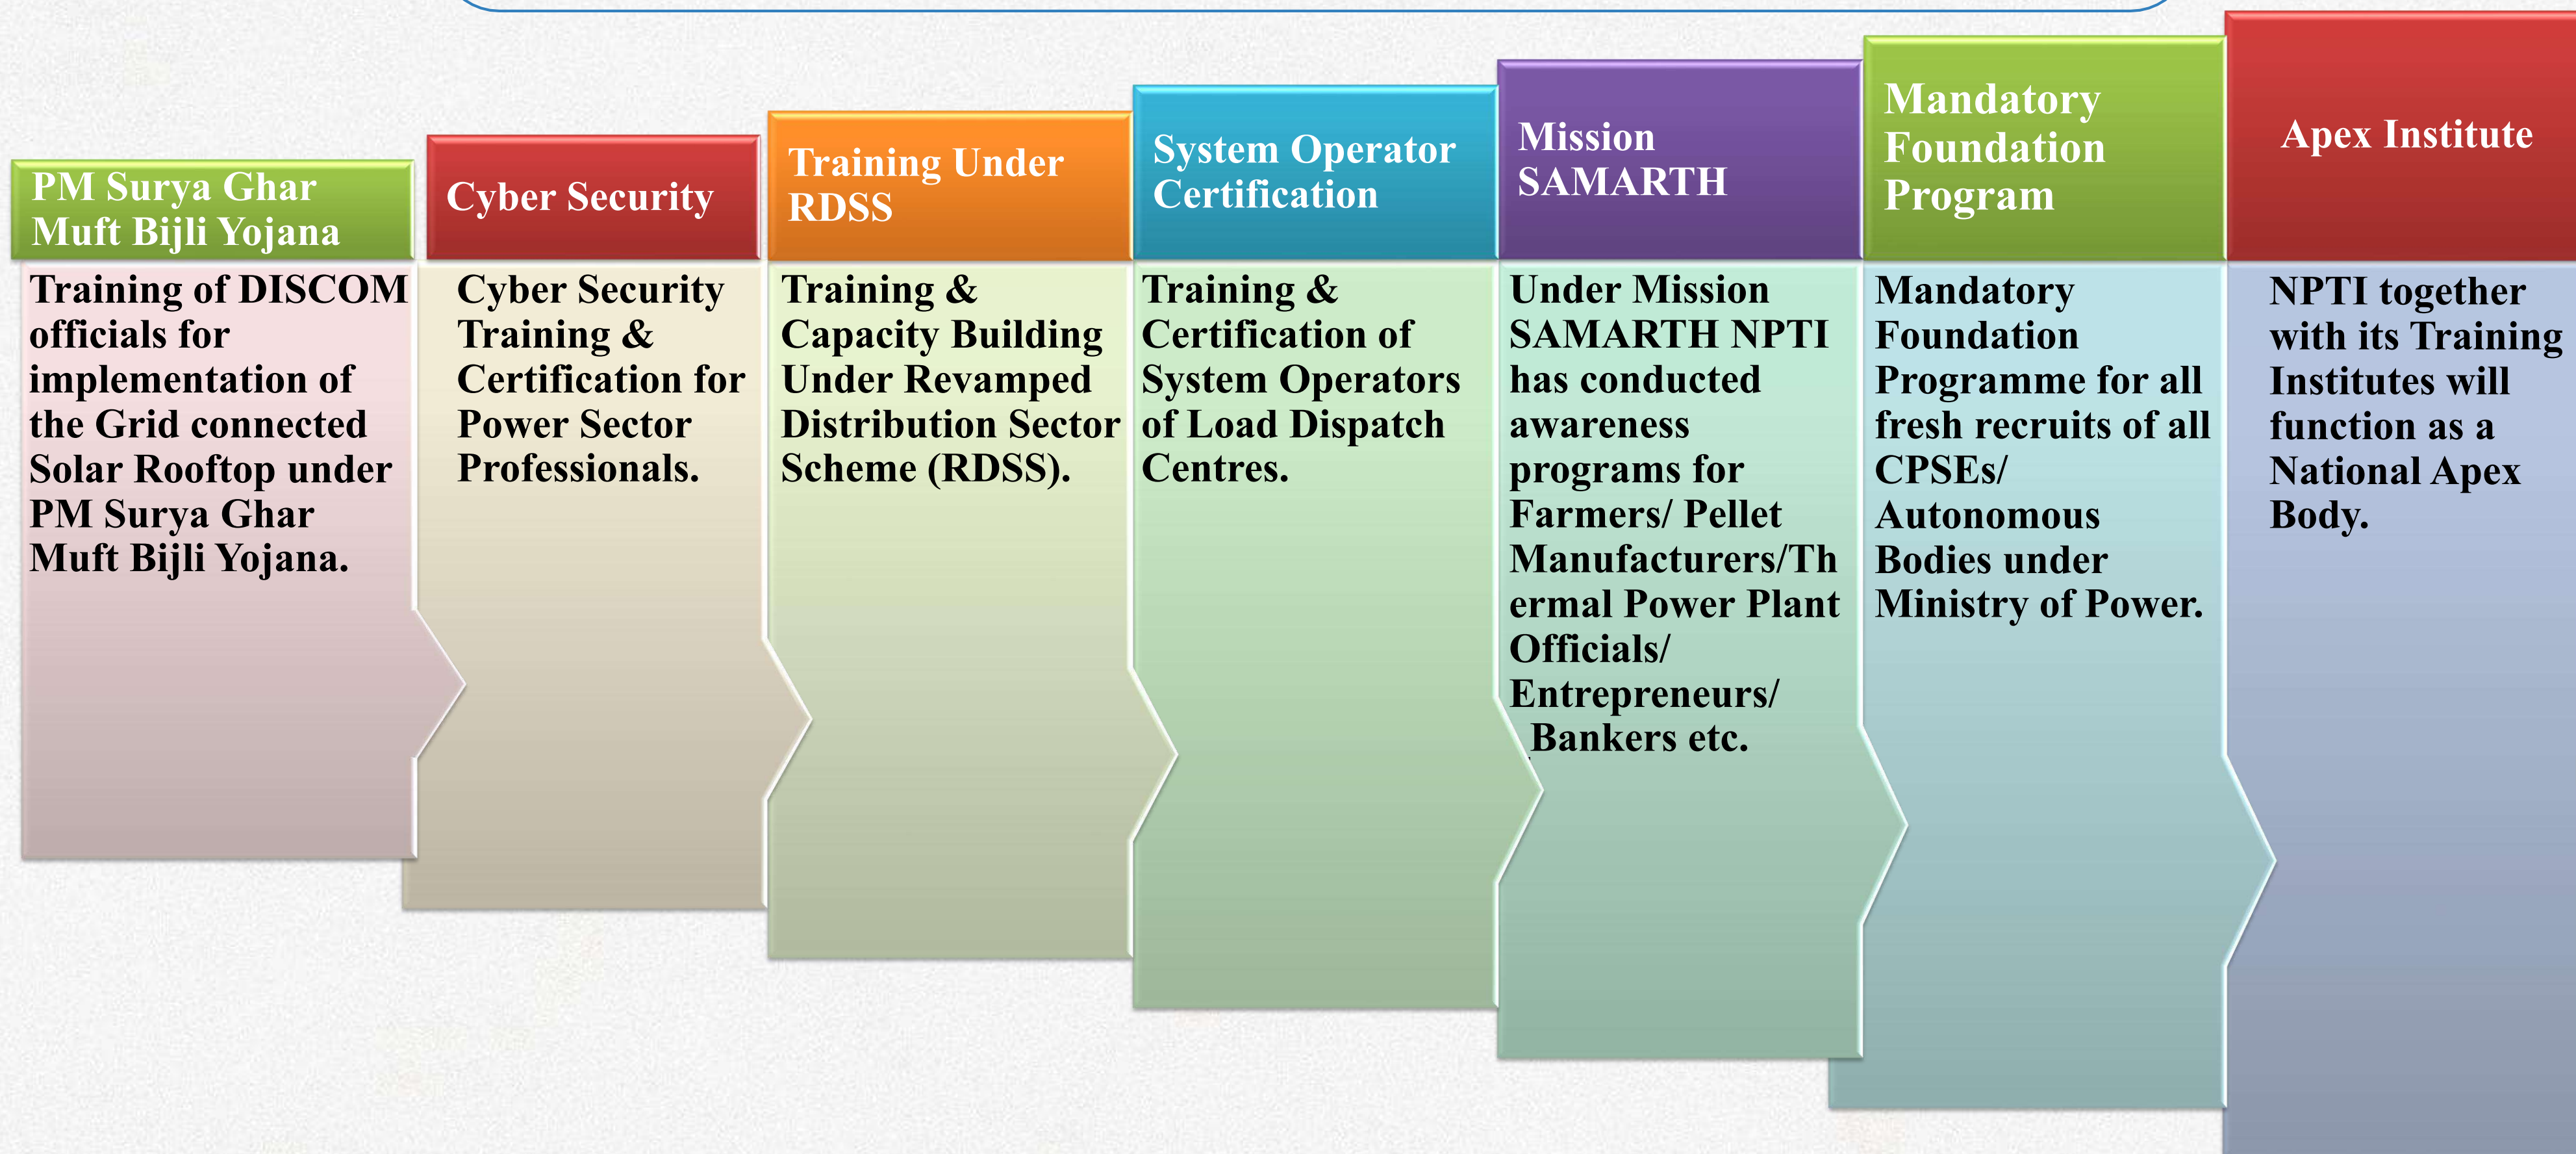 PM Surya Ghar
Muft Bijli Yojana
Training of DISCOM
officials for
implementation of
the Grid connected
Solar Rooftop under
PM Surya Ghar
Muft Bijli Yojana.
Cyber Security
Cyber Security
Training &
Certification for
Power Sector
Professionals.
Training Under
RDSS
Training &
Capacity Building
Under Revamped
Distribution Sector
Scheme (RDSS).
System Operator
Certification
Training &
Certification of
System Operators
of Load Dispatch
Centres.
Mission
SAMARTH
Under Mission
SAMARTH NPTI
has conducted
awareness
programs for
Farmers/ Pellet
Manufacturers/Th
ermal Power Plant
Officials/
Entrepreneurs/
Bankers etc.
Mandatory
Foundation
Program
Mandatory
Foundation
Programme for all
fresh recruits of all
CPSEs/
Autonomous
Bodies under
Ministry of Power.
Apex Institute
NPTI together
with its Training
Institutes will
function as a
National Apex
Body.